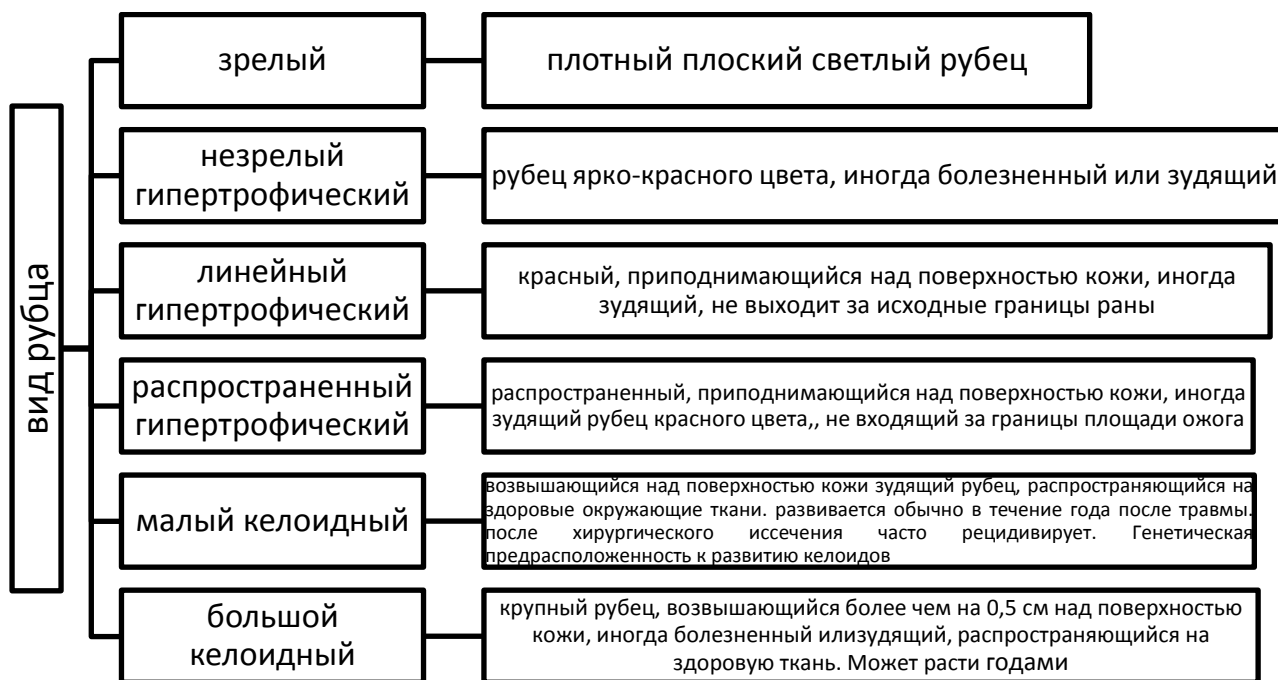 вид рубца
зрелый
плотный плоский светлый рубец
незрелый
гипертрофический
рубец ярко-красного цвета, иногда болезненный или зудящий
линейный
гипертрофический
красный, приподнимающийся над поверхностью кожи, иногда
зудящий, не выходит за исходные границы раны
распространенный
гипертрофический
распространенный, приподнимающийся над поверхностью кожи, иногда
зудящий рубец красного цвета,, не входящий за границы площади ожога
малый келоидный
возвышающийся над поверхностью кожи зудящий рубец, распространяющийся на
здоровые окружающие ткани. развивается обычно в течение года после травмы.
после хирургического иссечения часто рецидивирует. Генетическая
предрасположенность к развитию келоидов
большой
келоидный
крупный рубец, возвышающийся более чем на 0,5 см над поверхностью
кожи, иногда болезненный илизудящий, распространяющийся на
здоровую ткань. Может расти годами